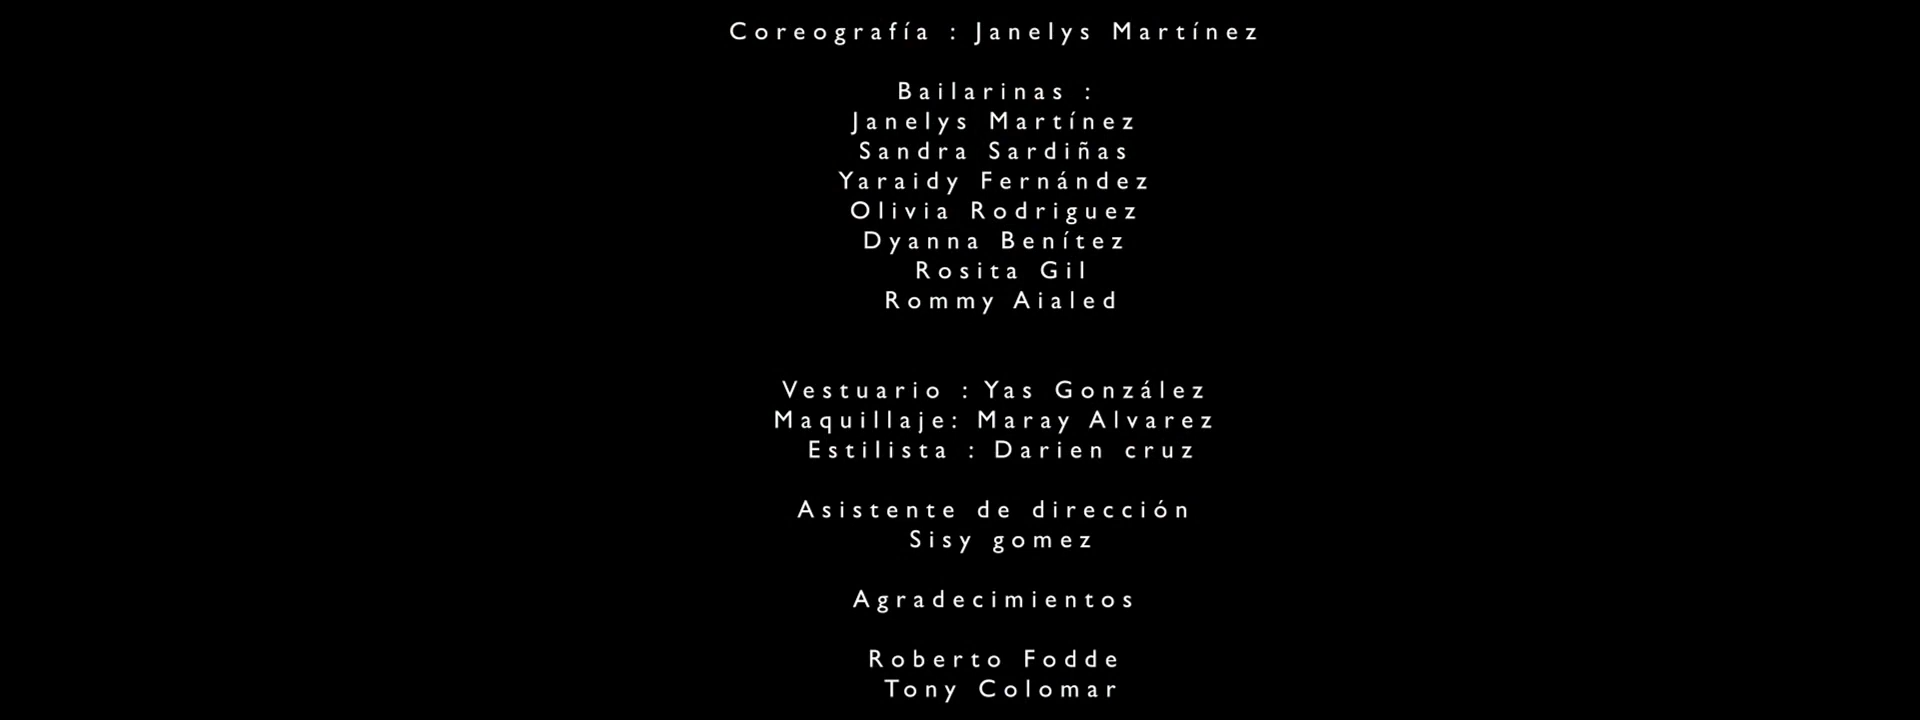 Coreografía : Janelys Martínez
Bailarinas :
Janelys Martínez
Sandra Sardiñas
Yaraidy Fernández
Olivia Rodriguez
Dyanna Benítez
Rosita Gil
Rommy Aialed
Vestuario : Yas González
Maquillaje: Maray Alvarez
Estilista : Darien cruz
Asistente de dirección
Sisy gomez
Agradecimientos
Roberto Fodde
Tony Colomar